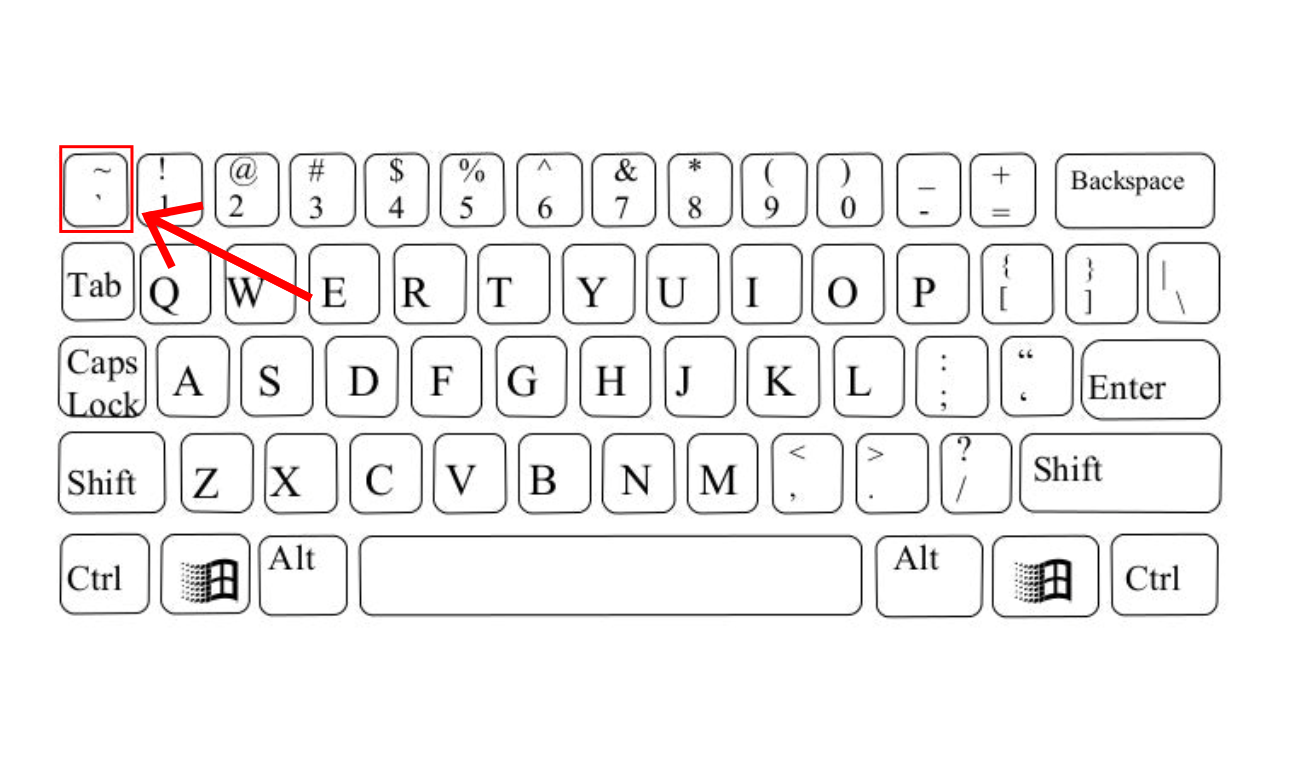 ~ ! @ # $ % ^ & * ( ) _ + Backspace
` 1 2 3 4 5 6 7 8 9 0 - =
Tab Q W E R T Y U I O P { } |
[ ] \
Caps A S D F G H J K L : “ Enter
Lock ; ‘
Shift Z X C V B N M < > ? Shift
, . /
Ctrl Alt Alt Ctrl